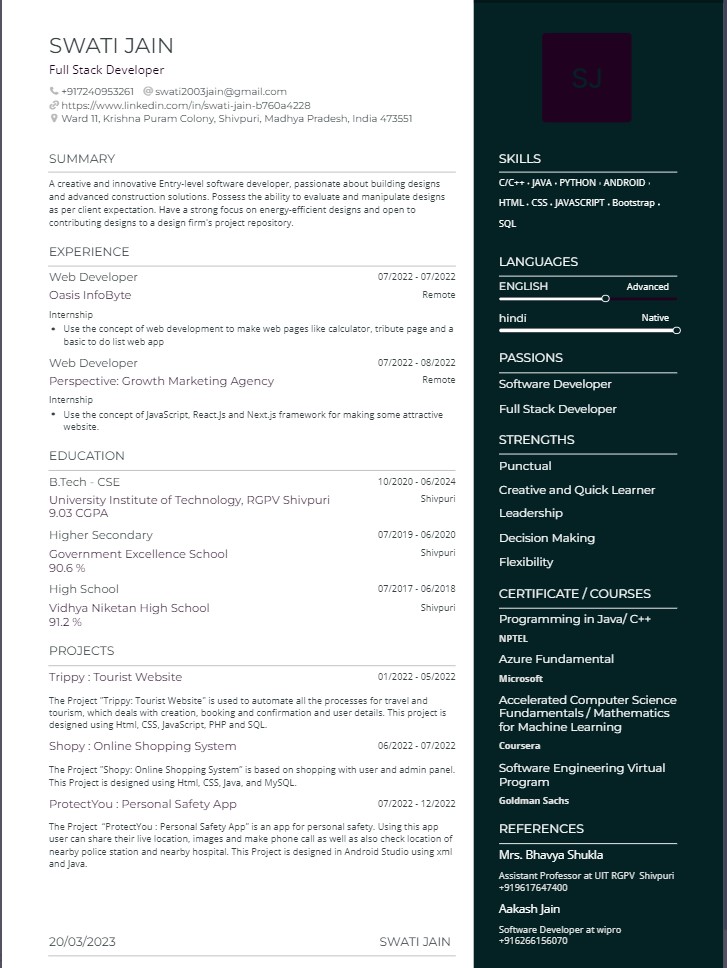 SWATI JAIN
Full Stack Developer
+917240953261 swati2003jain@gmail.com
https://www.linkedin.com/in/swati-jain-b760a4228
Ward 11, Krishna Puram Colony, Shivpuri, Madhya Pradesh, India 473551
SUMMARY
A creative and innovative Entry-level software developer, passionate about building designs
and advanced construction solutions. Possess the ability to evaluate and manipulate designs
as per client expectation. Have a strong focus on energy-efficient designs and open to
contributing designs to a design firm's project repository.
EXPERIENCE
Web Developer 07/2022 - 07/2022
Oasis InfoByte Remote
Internship
• Use the concept of web development to make web pages like calculator, tribute page and a
basic to do list web app
Web Developer 07/2022 - 08/2022
Perspective: Growth Marketing Agency Remote
Internship
• Use the concept of JavaScript, React.Js and Next.js framework for making some attractive
website.
EDUCATION
B.Tech - CSE 10/2020 - 06/2024
University Institute of Technology, RGPV Shivpuri Shivpuri
9.03 CGPA
Higher Secondary 07/2019 - 06/2020
Government Excellence School Shivpuri
90.6 %
High School 07/2017 - 06/2018
Vidhya Niketan High School Shivpuri
91.2 %
PROJECTS
Trippy : Tourist Website 01/2022 - 05/2022
The Project "Trippy: Tourist Website" is used to automate all the processes for travel and
tourism, which deals with creation, booking and confirmation and user details. This project is
designed using Html, CSS, JavaScript, PHP and SQL.
Shopy : Online Shopping System 06/2022 - 07/2022
The Project "Shopy: Online Shopping System" is based on shopping with user and admin panel.
This Project is designed using Html, CSS, Java, and MySQL.
ProtectYou : Personal Safety App 07/2022 - 12/2022
The Project "ProtectYou : Personal Safety App" is an app for personal safety. Using this app
user can share their live location, images and make phone call as well as also check location of
nearby police station and nearby hospital. This Project is designed in Android Studio using xml
and Java.
20/03/2023 SWATI JAIN
SJ
SKILLS
C/C++ • JAVA • PYTHON • ANDROID •
HTML • CSS • JAVASCRIPT • Bootstrap •
SQL
LANGUAGES
ENGLISH Advanced
hindi Native
PASSIONS
Software Developer
Full Stack Developer
STRENGTHS
Punctual
Creative and Quick Learner
Leadership
Decision Making
Flexibility
CERTIFICATE / COURSES
Programming in Java/ C++
NPTEL
Azure Fundamental
Microsoft
Accelerated Computer Science
Fundamentals / Mathematics
for Machine Learning
Coursera
Software Engineering Virtual
Program
Goldman Sachs
REFERENCES
Mrs. Bhavya Shukla
Assistant Professor at UIT RGPV Shivpuri
+919617647400
Aakash Jain
Software Developer at wipro
+916266156070